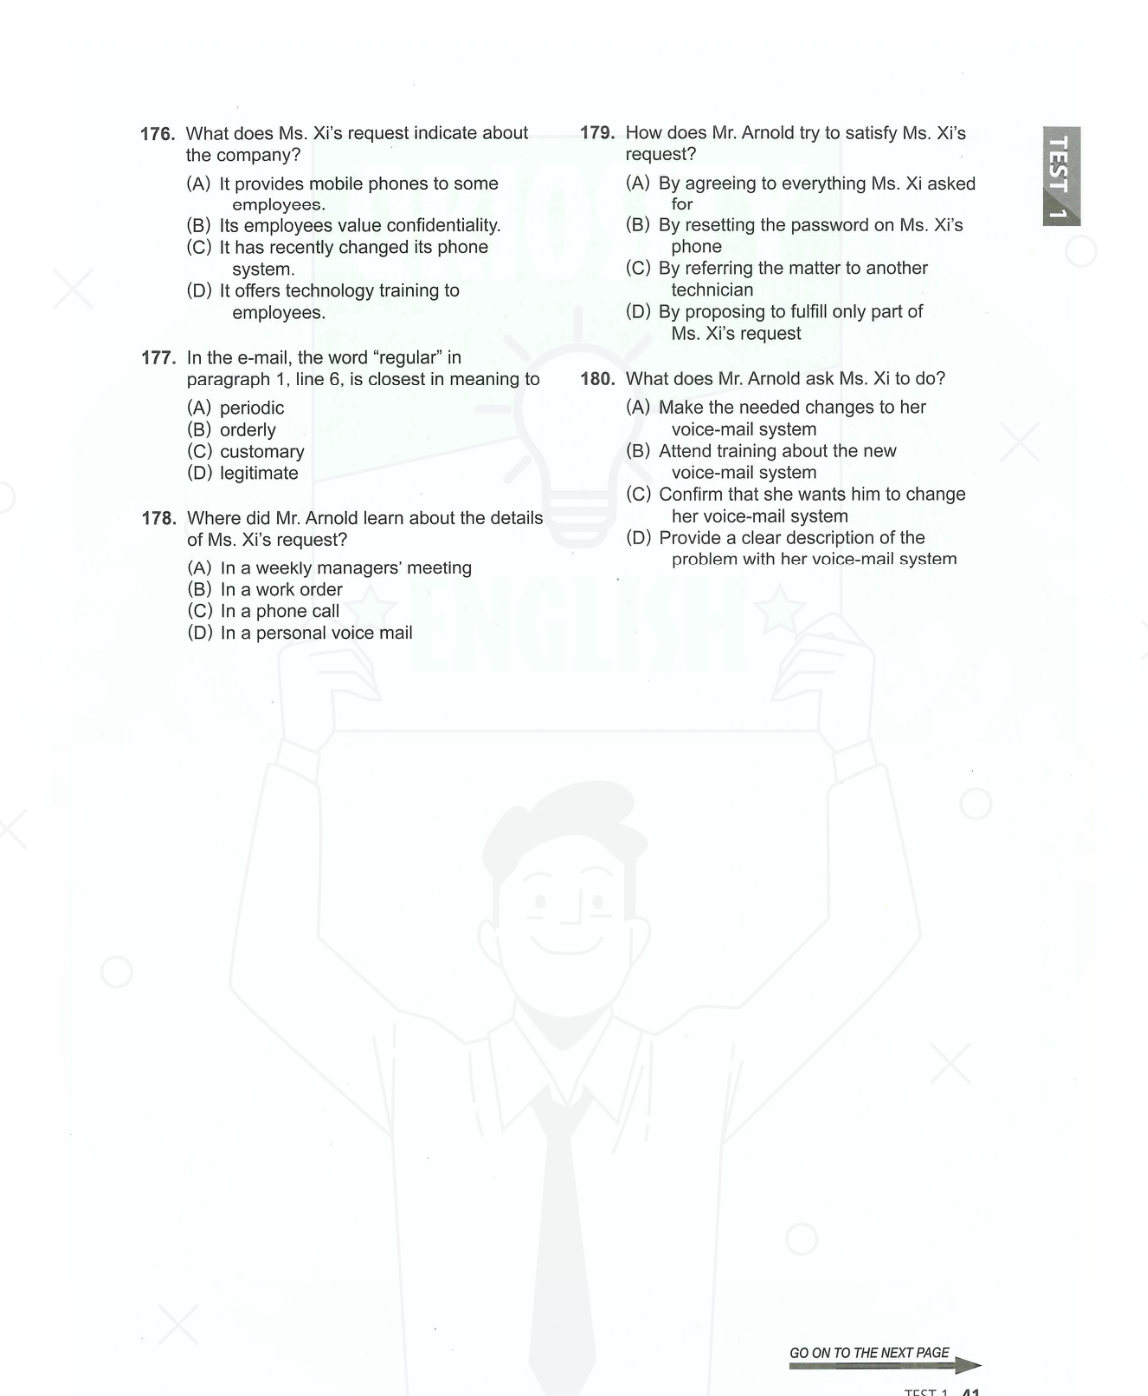 176. What does Ms. Xi's request indicate about
the company?
(A) It provides mobile phones to some
employees.
(B) Its employees value confidentiality.
(C) It has recently changed its phone
system.
(D) It offers technology training to
employees.
177. In the e-mail, the word “regular” in
paragraph 1, line 6, is closest in meaning to
(A) periodic
(B) orderly
(C) customary
(D) legitimate
178. Where did Mr. Arnold learn about the details
of Ms. Xi's request?
(A) In a weekly managers' meeting
(B) In a work order
(C) In a phone call
(D) In a personal voice mail
179. How does Mr. Arnold try to satisfy Ms. Xi's
request?
(A) By agreeing to everything Ms. Xi asked
for
(B) By resetting the password on Ms. Xi's
phone
(C) By referring the matter to another
technician
(D) By proposing to fulfill only part of
Ms. Xi's request
180. What does Mr. Arnold ask Ms. Xi to do?
(A) Make the needed changes to her
voice-mail system
(B) Attend training about the new
voice-mail system
(C) Confirm that she wants him to change
her voice-mail system
(D) Provide a clear description of the
problem with her voice-mail system
TEST 1
ENGLISH
GO ON TO THE NEXT PAGE
TEST 1 41